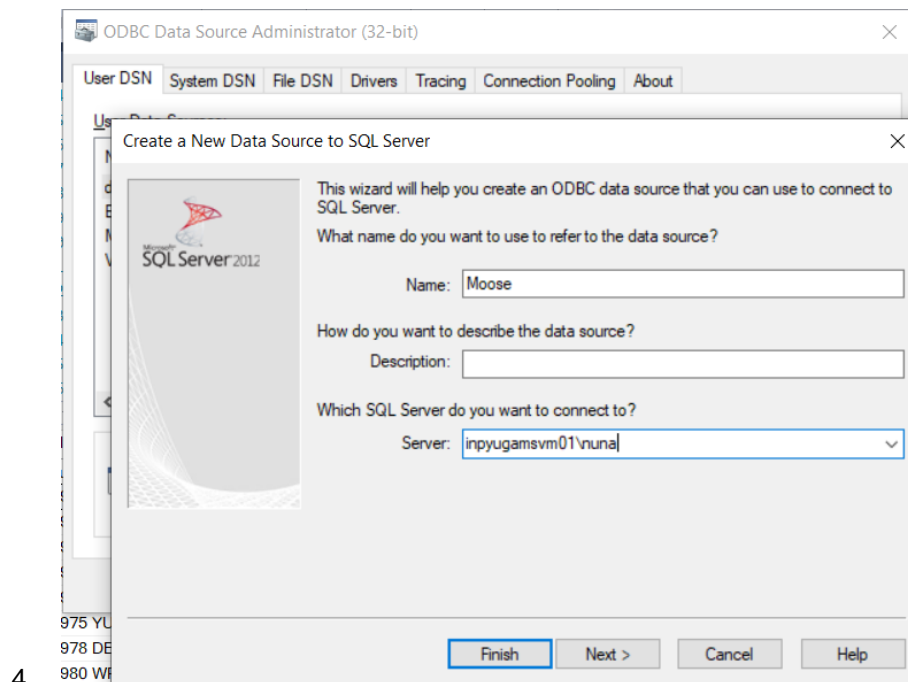 ODBC Data Source Administrator (32-bit)
User DSN System DSN File DSN Drivers Tracing Connection Pooling About
Create a New Data Source to SQL Server
This wizard will help you create an ODBC data source that you can use to connect to
SQL Server.
What name do you want to use to refer to the data source?
Microsoft
SQL Server 2012
Name: Moose
How do you want to describe the data source?
Description:
Which SQL Server do you want to connect to?
Server: inpyugamsvm01\nuna
975 YU
978 DE
Finish Next > Cancel Help
4
980